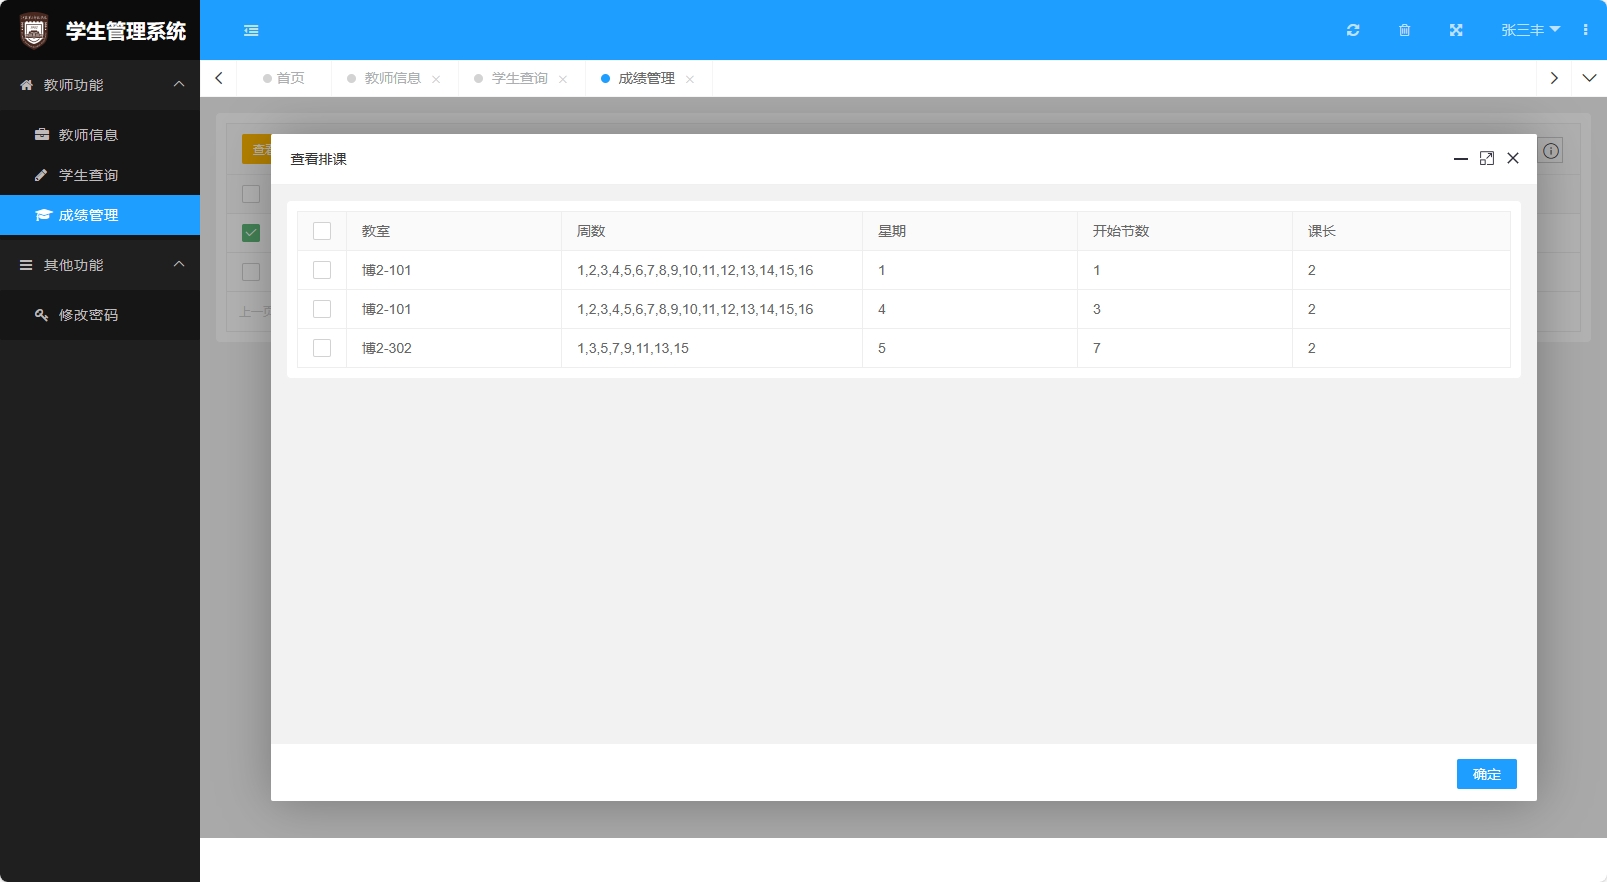 学生管理系统
张三丰
教师功能
首页
教师信息
学生查询
成绩管理
教师信息
学生查询
成绩管理
其他功能
修改密码
上一页
查看排课
教室 周数 星期 开始节数 课长
博2-101 1,2,3,4,5,6,7,8,9,10,11,12,13,14,15,16 1 1 2
博2-101 1,2,3,4,5,6,7,8,9,10,11,12,13,14,15,16 4 3 2
博2-302 1,3,5,7,9,11,13,15 5 7 2
确定